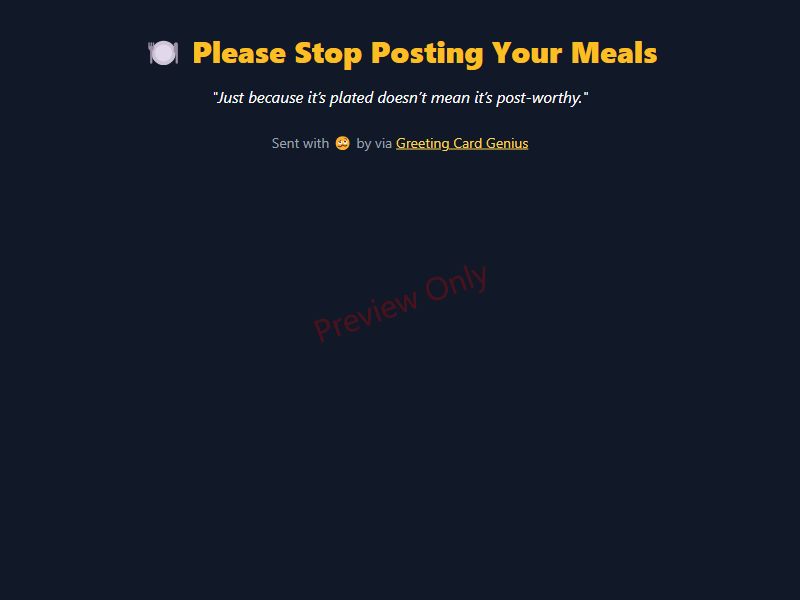 🍽️ Please Stop Posting Your Meals
"Just because it’s plated doesn’t mean it’s post-worthy."
Sent with 🙄 by via Greeting Card Genius
Preview Only